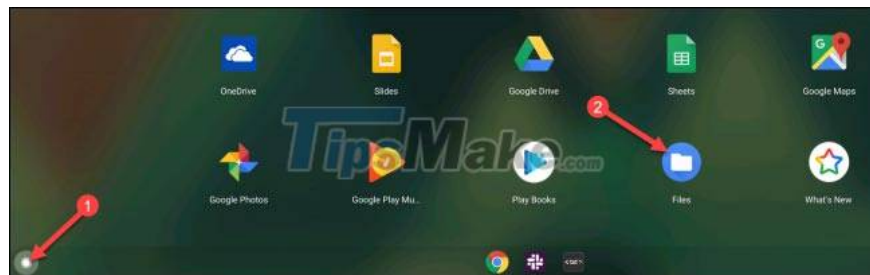 OneDrive
Slides
Google Drive
Sheets
Google Maps
2
TipsMake.com
Google Photos
Google Play Mu...
Play Books
Files
What's New
1